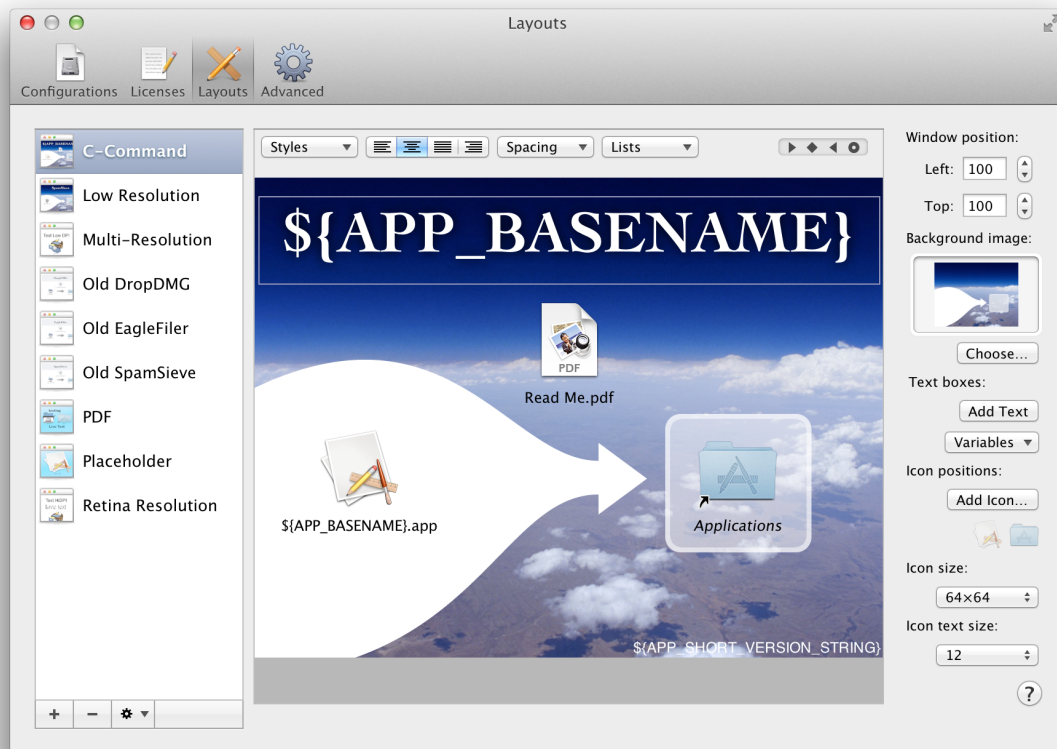 Layouts
Configurations
Licenses
Layouts
Advanced
C-Command
Low Resolution
Multi-Resolution
Old DropDMG
Old EagleFiler
Old SpamSieve
PDF
Placeholder
Retina Resolution
Styles
Spacing
Lists
${APP_BASENAME}
PDF
Read Me.pdf
${APP_BASENAME}.app
Applications
${APP_SHORT_VERSION_STRING}
Window position:
Left: 100
Top: 100
Background image:
Choose...
Text boxes:
Add Text
Variables
Icon positions:
Add Icon...
Icon size:
64×64
Icon text size:
12
?